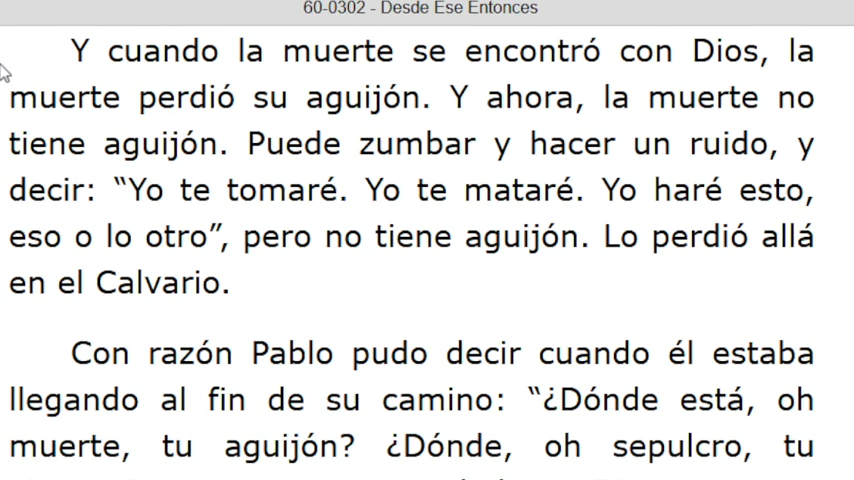 60-0302 - Desde Ese Entonces
Y cuando la muerte se encontró con Dios, la
muerte perdió su aguijón. Y ahora, la muerte no
tiene aguijón. Puede zumbar y hacer un ruido, y
decir: “Yo te tomaré. Yo te mataré. Yo haré esto,
eso o lo otro”, pero no tiene aguijón. Lo perdió allá
en el Calvario.
Con razón Pablo pudo decir cuando él estaba
llegando al fin de su camino: “¿Dónde está, oh
muerte, tu aguijón? ¿Dónde, oh sepulcro, tu